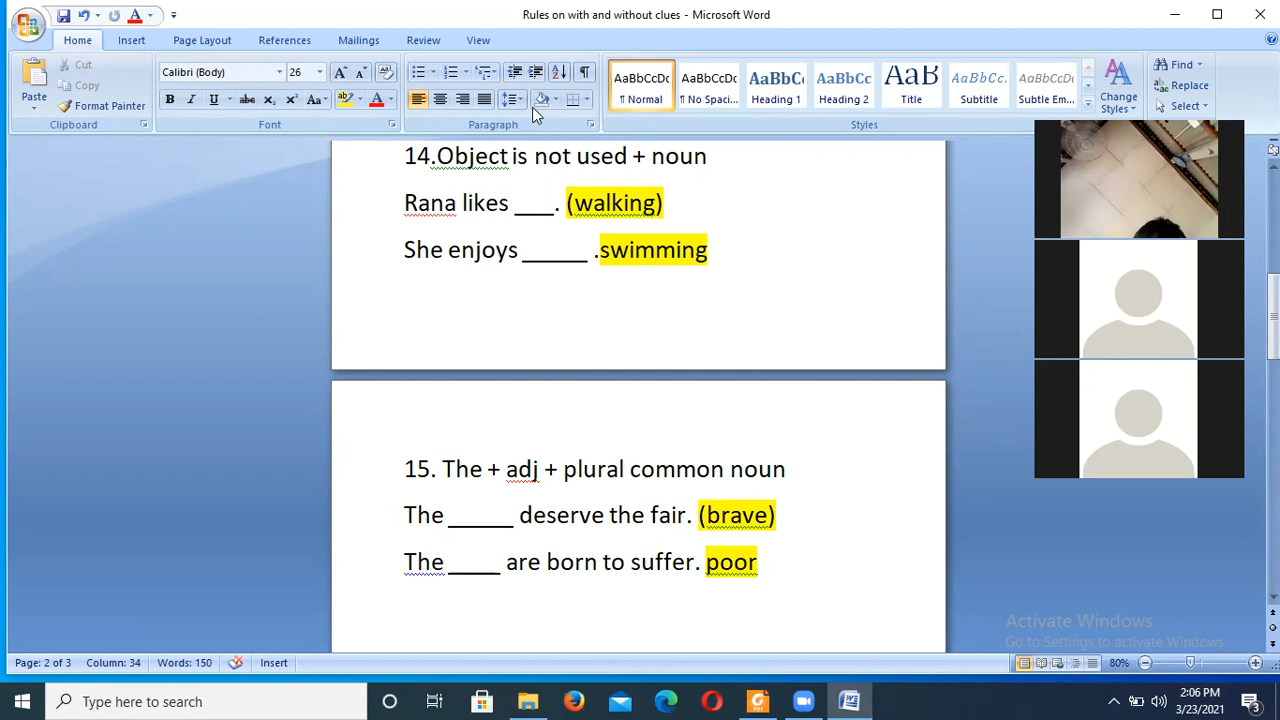 Rules on with and without clues - Microsoft Word
Home Insert Page Layout References Mailings Review View
Paste
Cut
Copy
Format Painter
Clipboard
Calibri (Body) 26
Font
Paragraph
AaBbCcDc AaBbCcDc AaBbCc AaBbCc AaB AaBbCc. AaBbCcDc
¶ Normal ¶ No Spaci... Heading 1 Heading 2 Title Subtitle Subtle Em...
Change
Styles
Styles
Find
Replace
Select
14.Object is not used + noun
Rana likes ___. (walking)
She enjoys _____ .swimming
15. The + adj + plural common noun
The _____ deserve the fair. (brave)
The ____ are born to suffer. poor
Activate Windows
Go to Settings to activate Windows.
Page: 2 of 3 Column: 34 Words: 150 Insert 80%
Type here to search
2:06 PM
3/23/2021
3